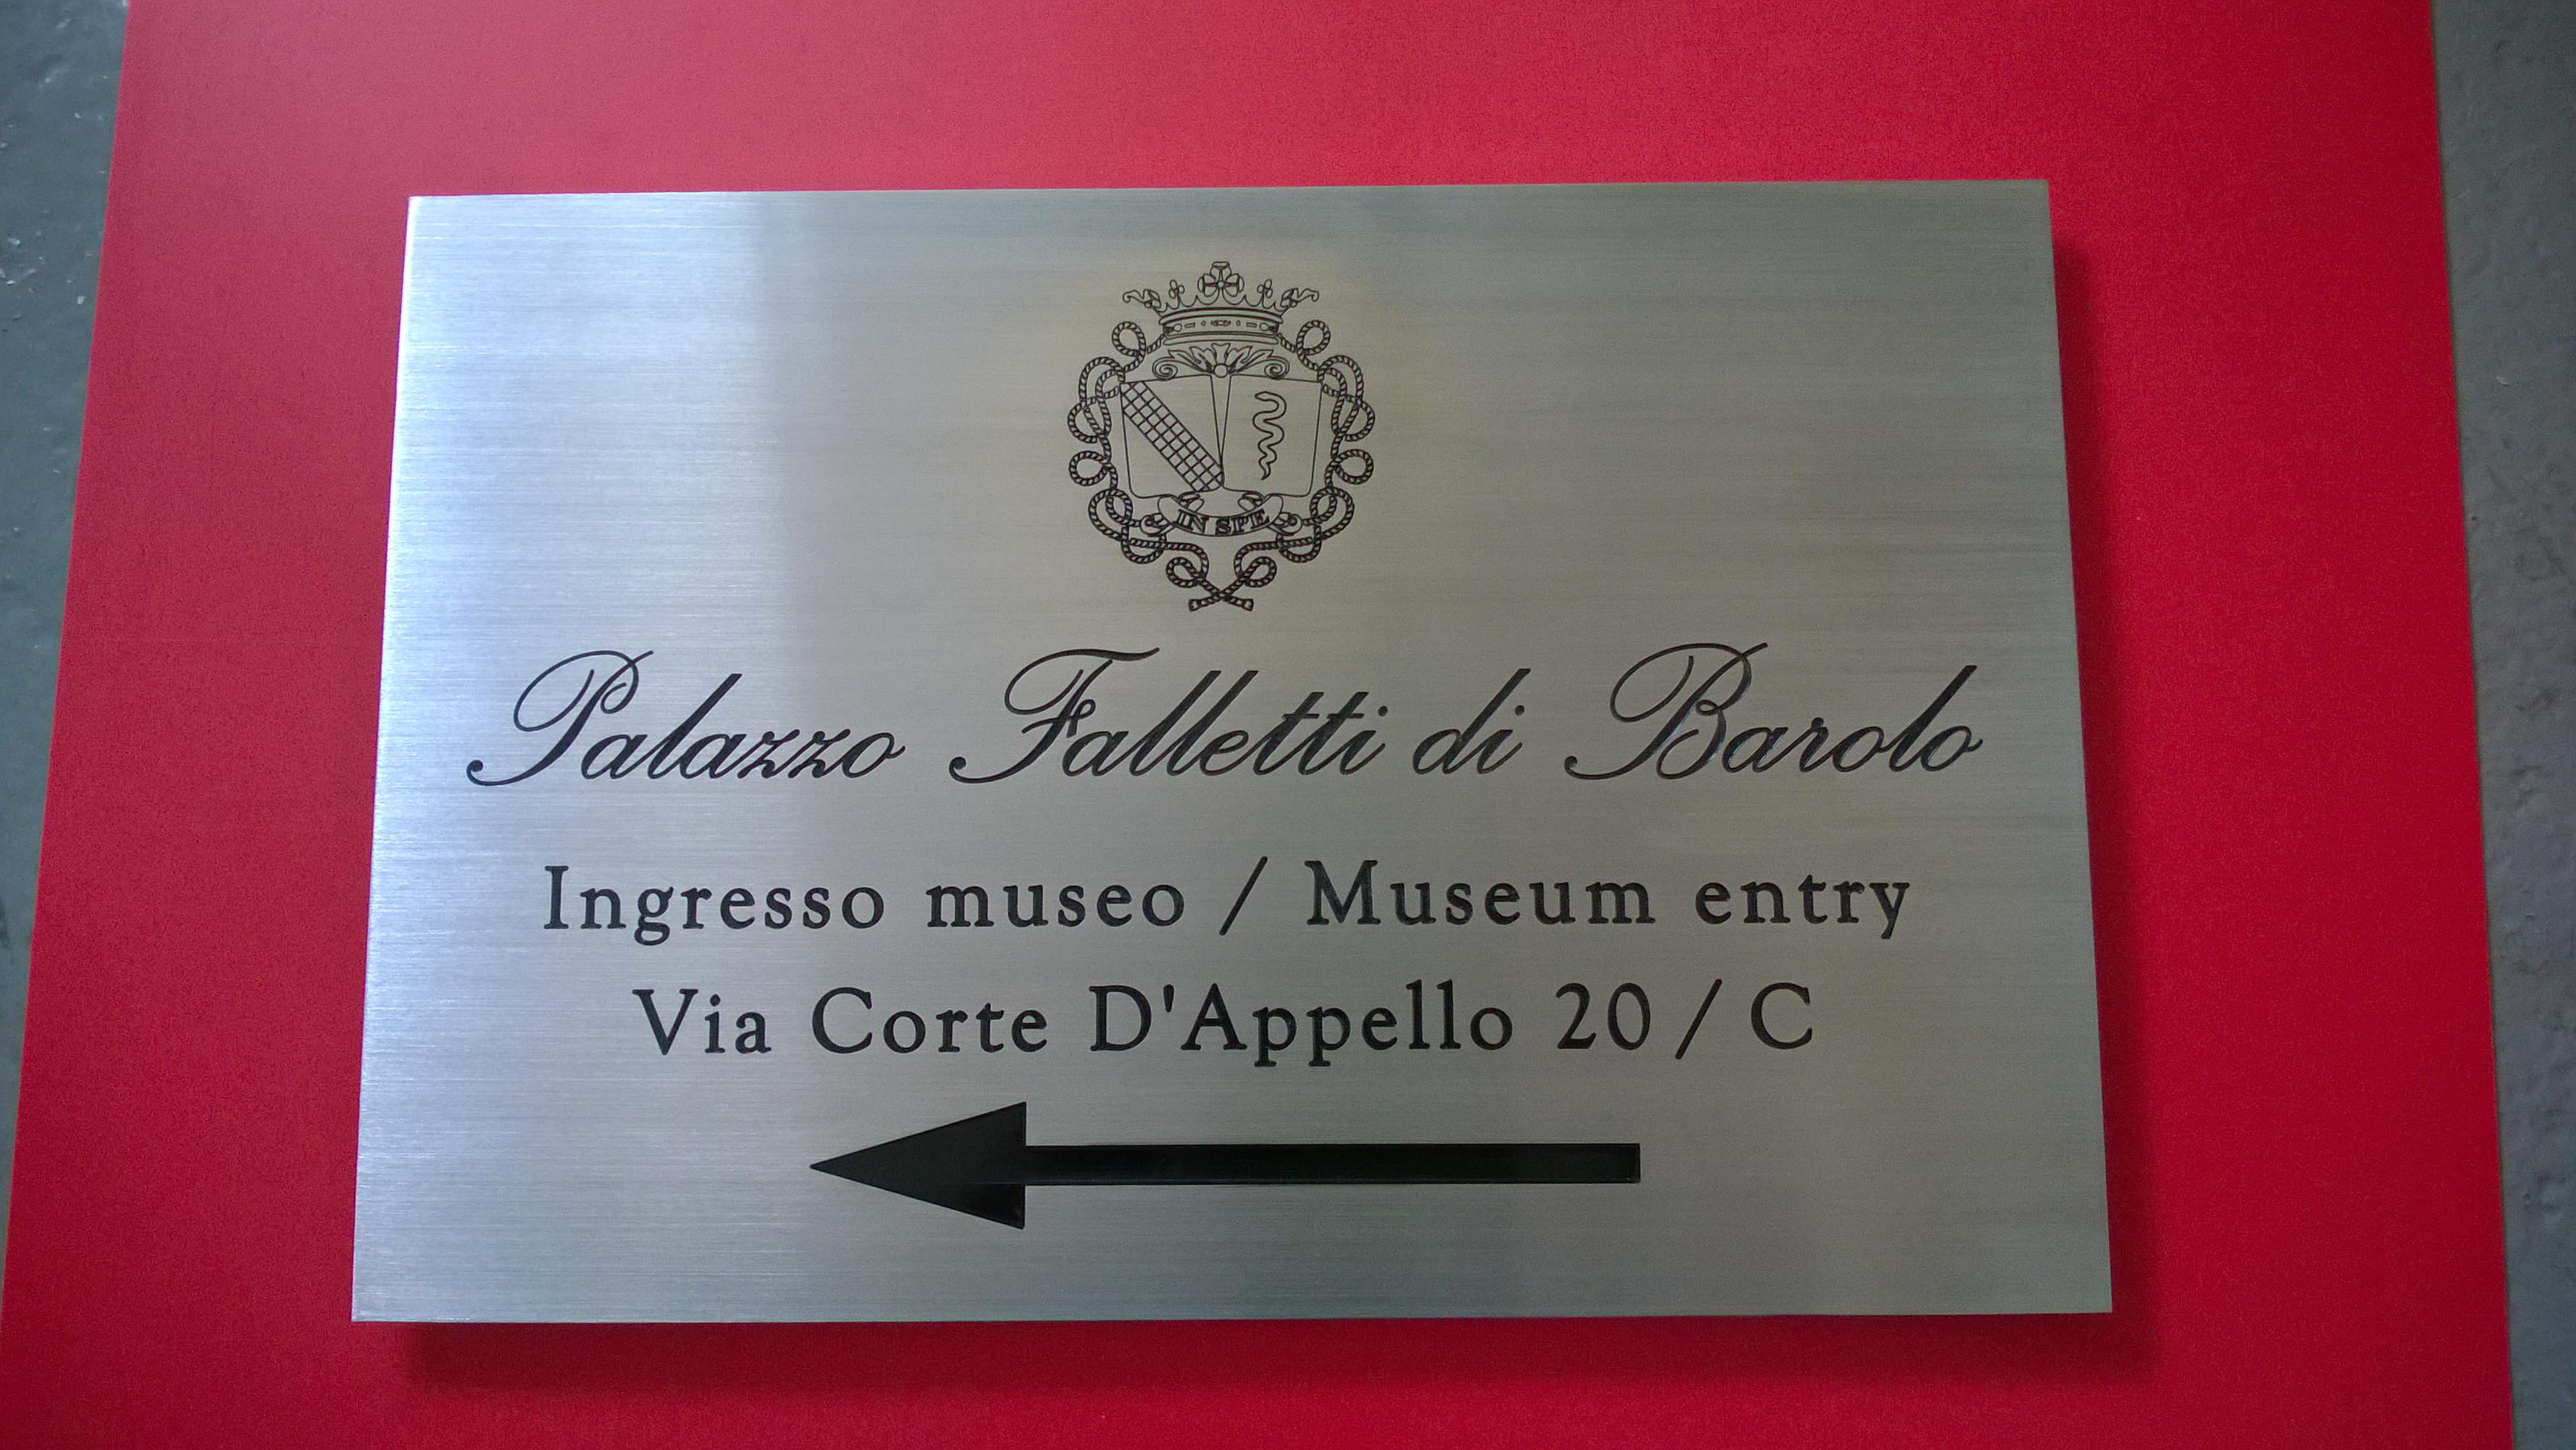 IN SPE
Palazzo Falletti di Barolo
Ingresso museo / Museum entry
Via Corte D'Appello 20 / C